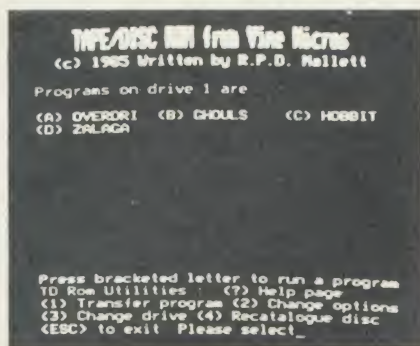 TAPE/DISC ROM from Vine Micros
(c) 1985 Written by R.P.D. Mallett
Programs on drive 1 are
(A) OVERDRI (B) GHOULS (C) HOBBIT
(D) ZALAGA
Press bracketed letter to run a program
TD Rom Utilities : (?) Help page
(1) Transfer program (2) Change options
(3) Change drive (4) Recatalogue disc
<ESC> to exit Please select_